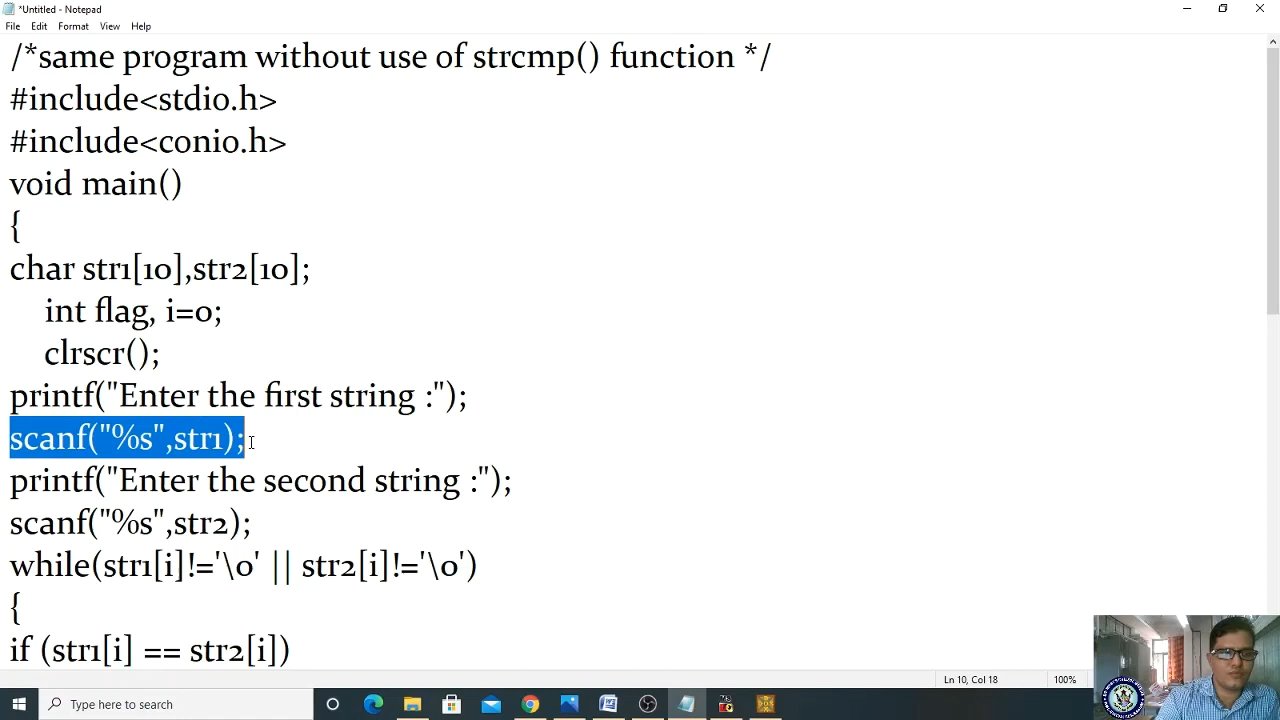 *Untitled - Notepad
File Edit Format View Help
/*same program without use of strcmp() function */
#include<stdio.h>
#include<conio.h>
void main()
{
char str1[10],str2[10];
int flag, i=0;
clrscr();
printf("Enter the first string :");
scanf("%s",str1);
printf("Enter the second string :");
scanf("%s",str2);
while(str1[i]!='\0' || str2[i]!='\0')
{
if (str1[i] == str2[i])
Ln 10, Col 18 100%
Type here to search